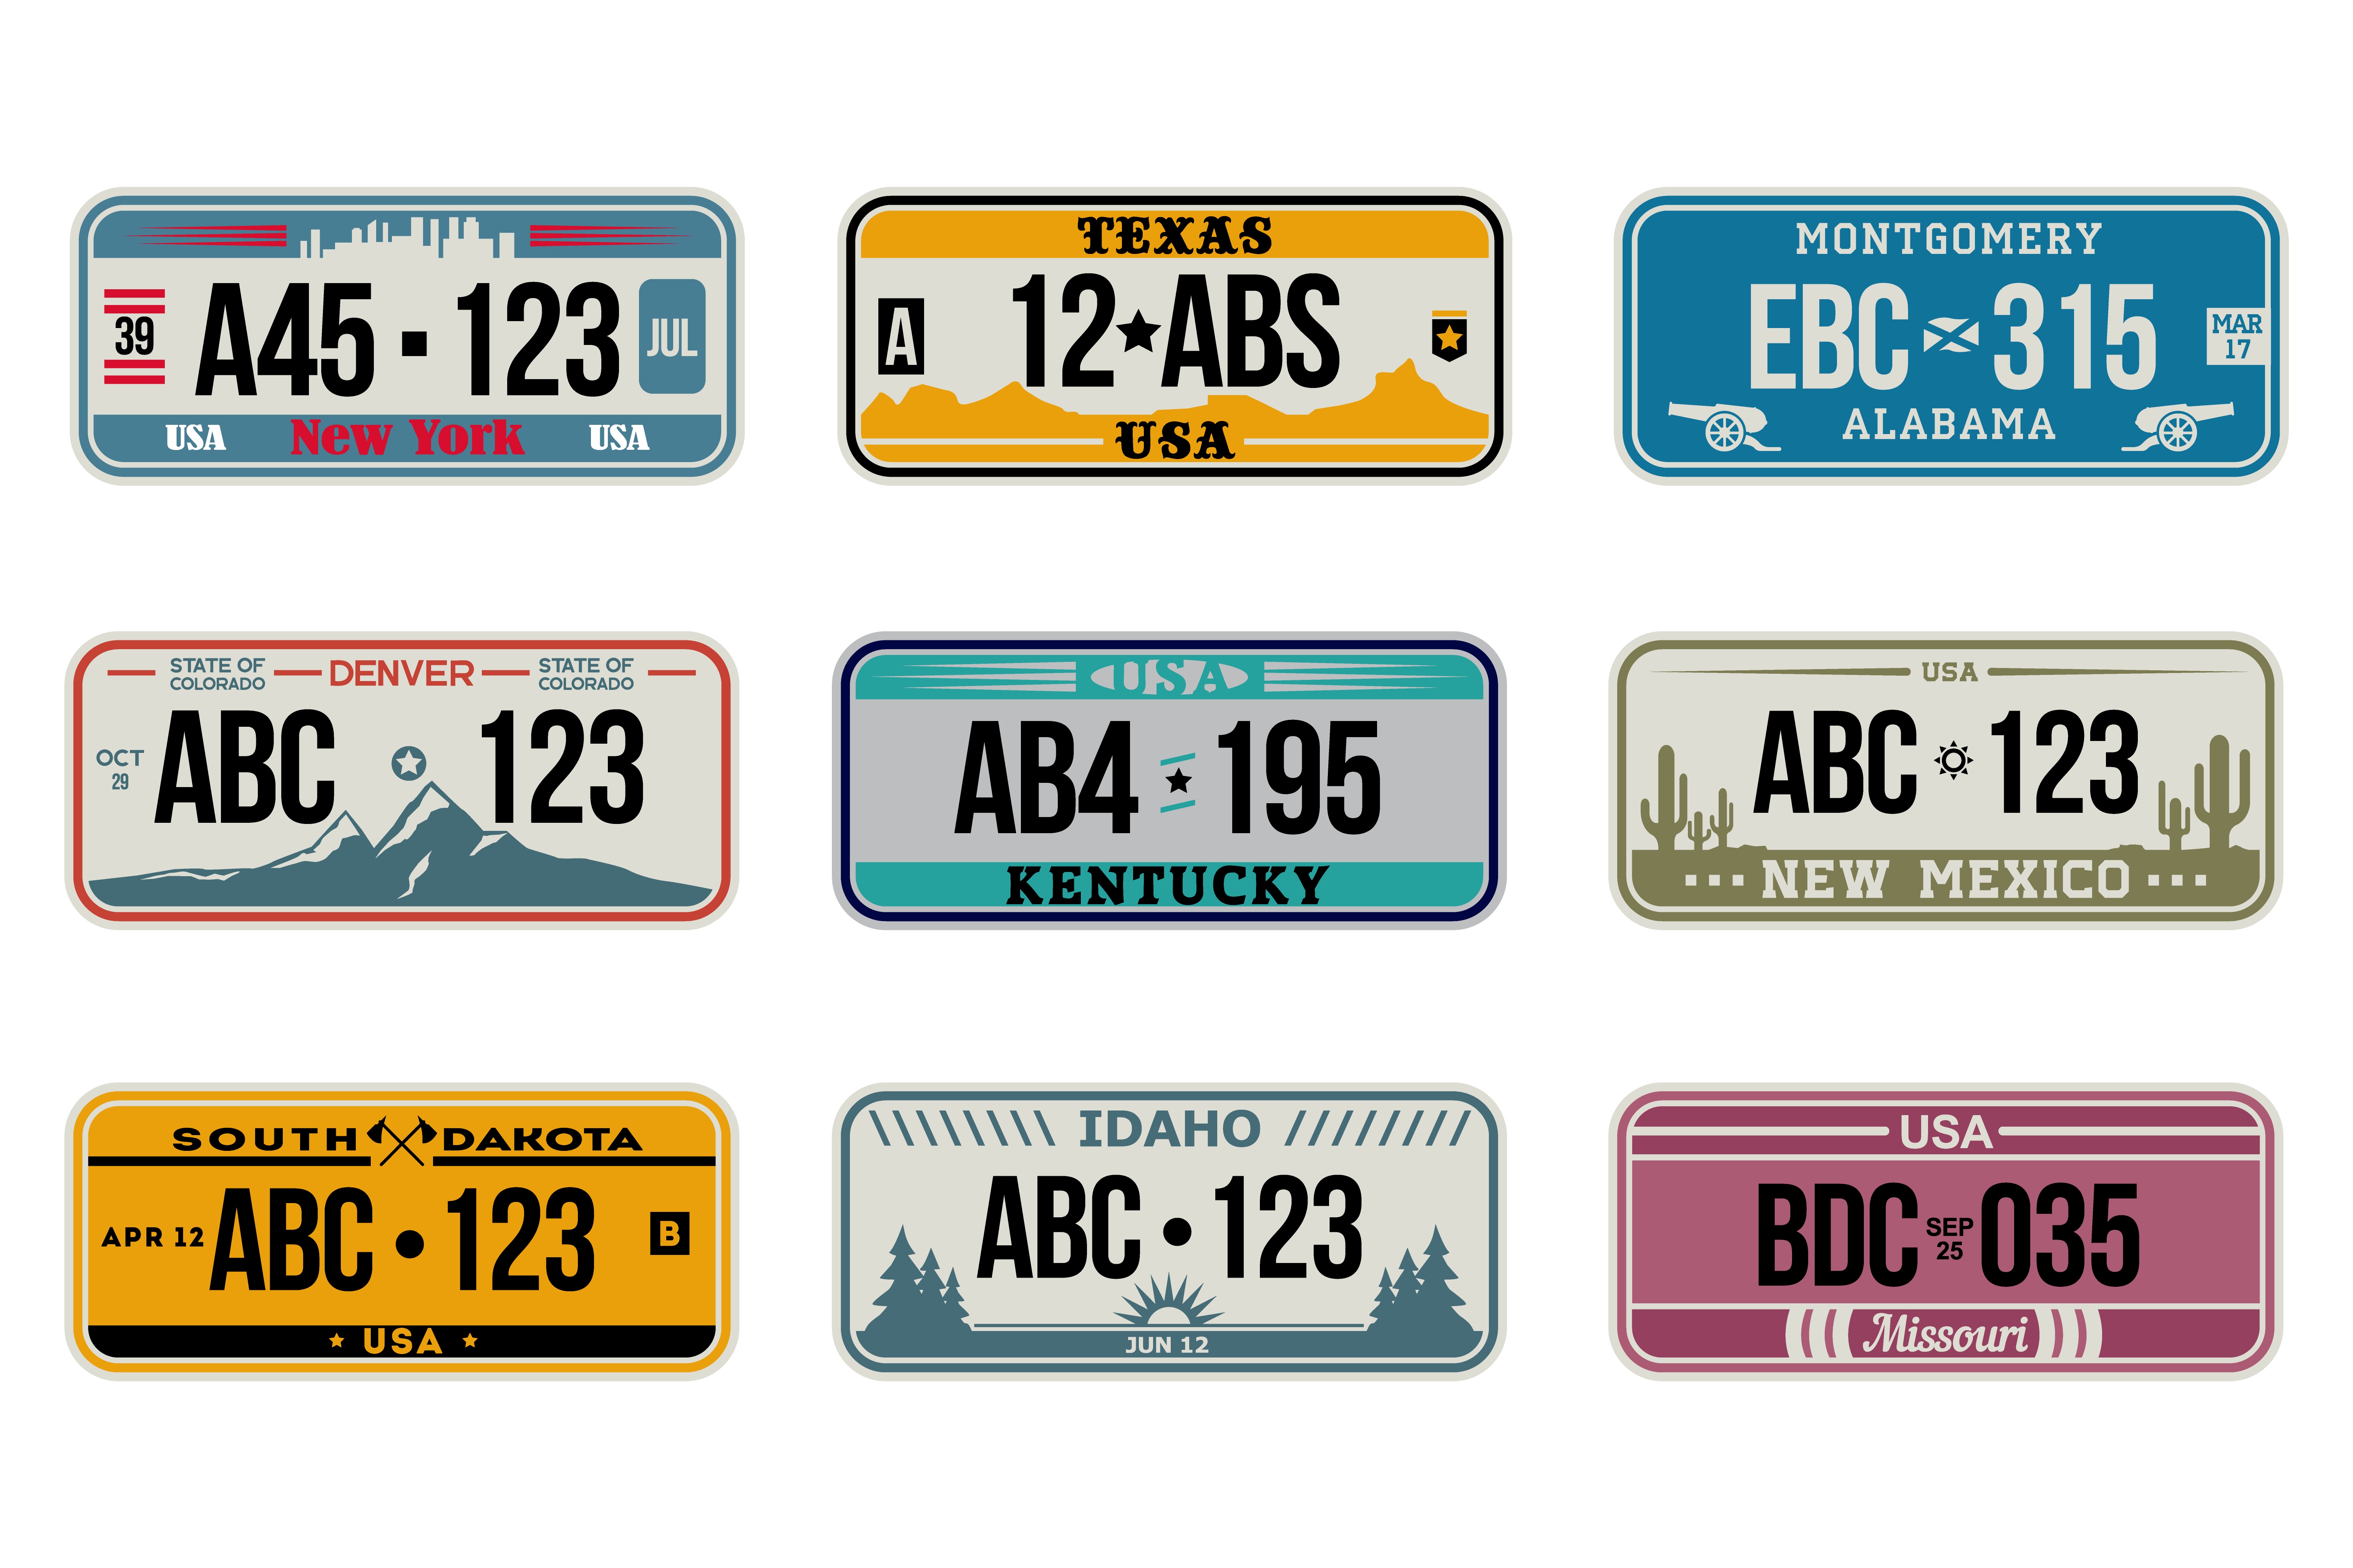 39
A45 ▪ 123
JUL
USA New York USA
TEXAS
A
12★ABS
USA
MONTGOMERY
EBC 315
MAR
17
ALABAMA
STATE OF
COLORADO
DENVER
STATE OF
COLORADO
OCT
29
ABC 123
USA
AB4 195
KENTUCKY
USA
ABC 123
NEW MEXICO
SOUTH DAKOTA
APR 12
ABC • 123
B
★ USA ★
IDAHO
ABC • 123
JUN 12
USA
BDC
SEP
25
035
Missouri